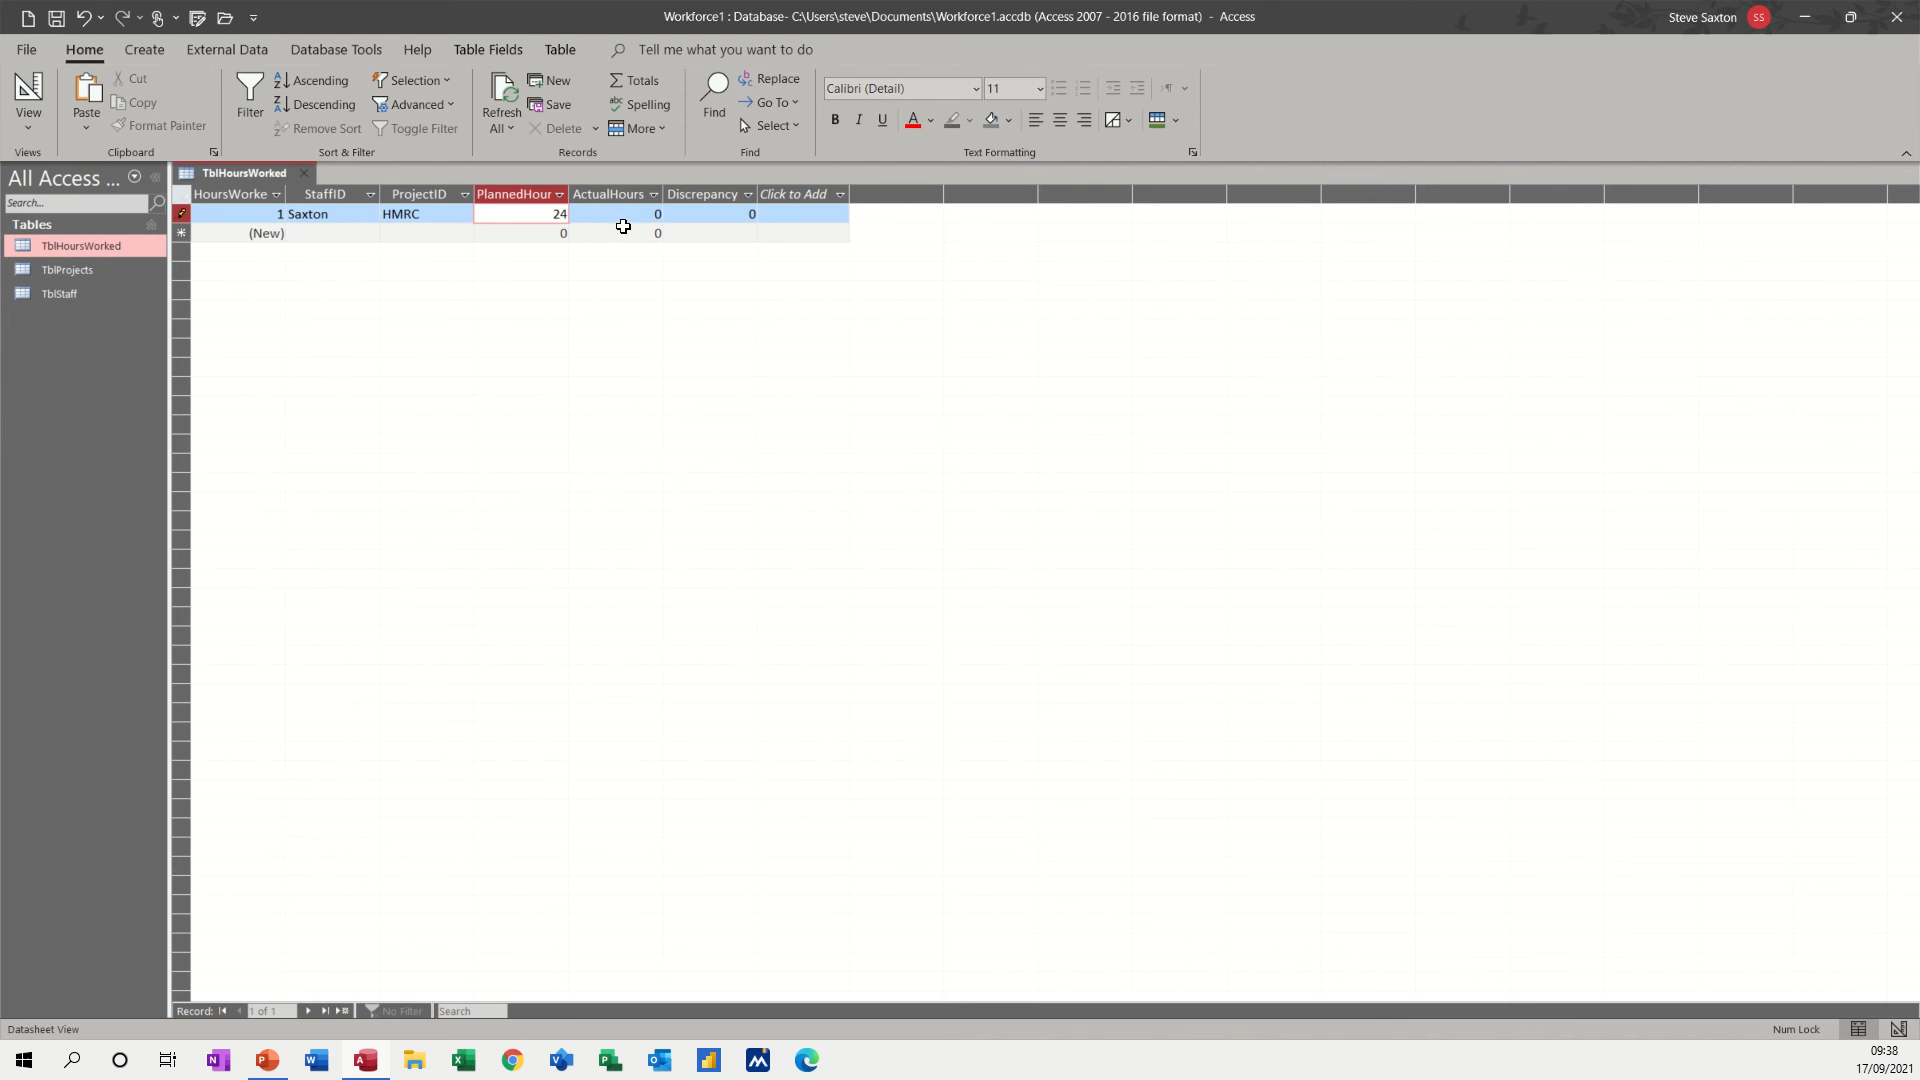 Workforce1 : Database- C:\Users\steve\Documents\Workforce1.accdb (Access 2007 - 2016 file format) - Access
Steve Saxton SS
File Home Create External Data Database Tools Help Table Fields Table Tell me what you want to do
View
Views
Paste
Cut
Copy
Format Painter
Clipboard
Filter
Ascending
Descending
Remove Sort
Selection
Advanced
Toggle Filter
Sort & Filter
Refresh
All
New
Save
Delete
Totals
Spelling
More
Records
Find
Replace
Go To
Select
Find
Calibri (Detail) 11
B I U A
Text Formatting
All Access ...
Search...
Tables
TblHoursWorked
TblProjects
TblStaff
TblHoursWorked
HoursWorke StaffID ProjectID PlannedHour ActualHours Discrepancy Click to Add
1 Saxton HMRC 24 0 0
(New) 0 0
Record: 1 of 1 No Filter Search
Datasheet View
Num Lock
09:38
17/09/2021